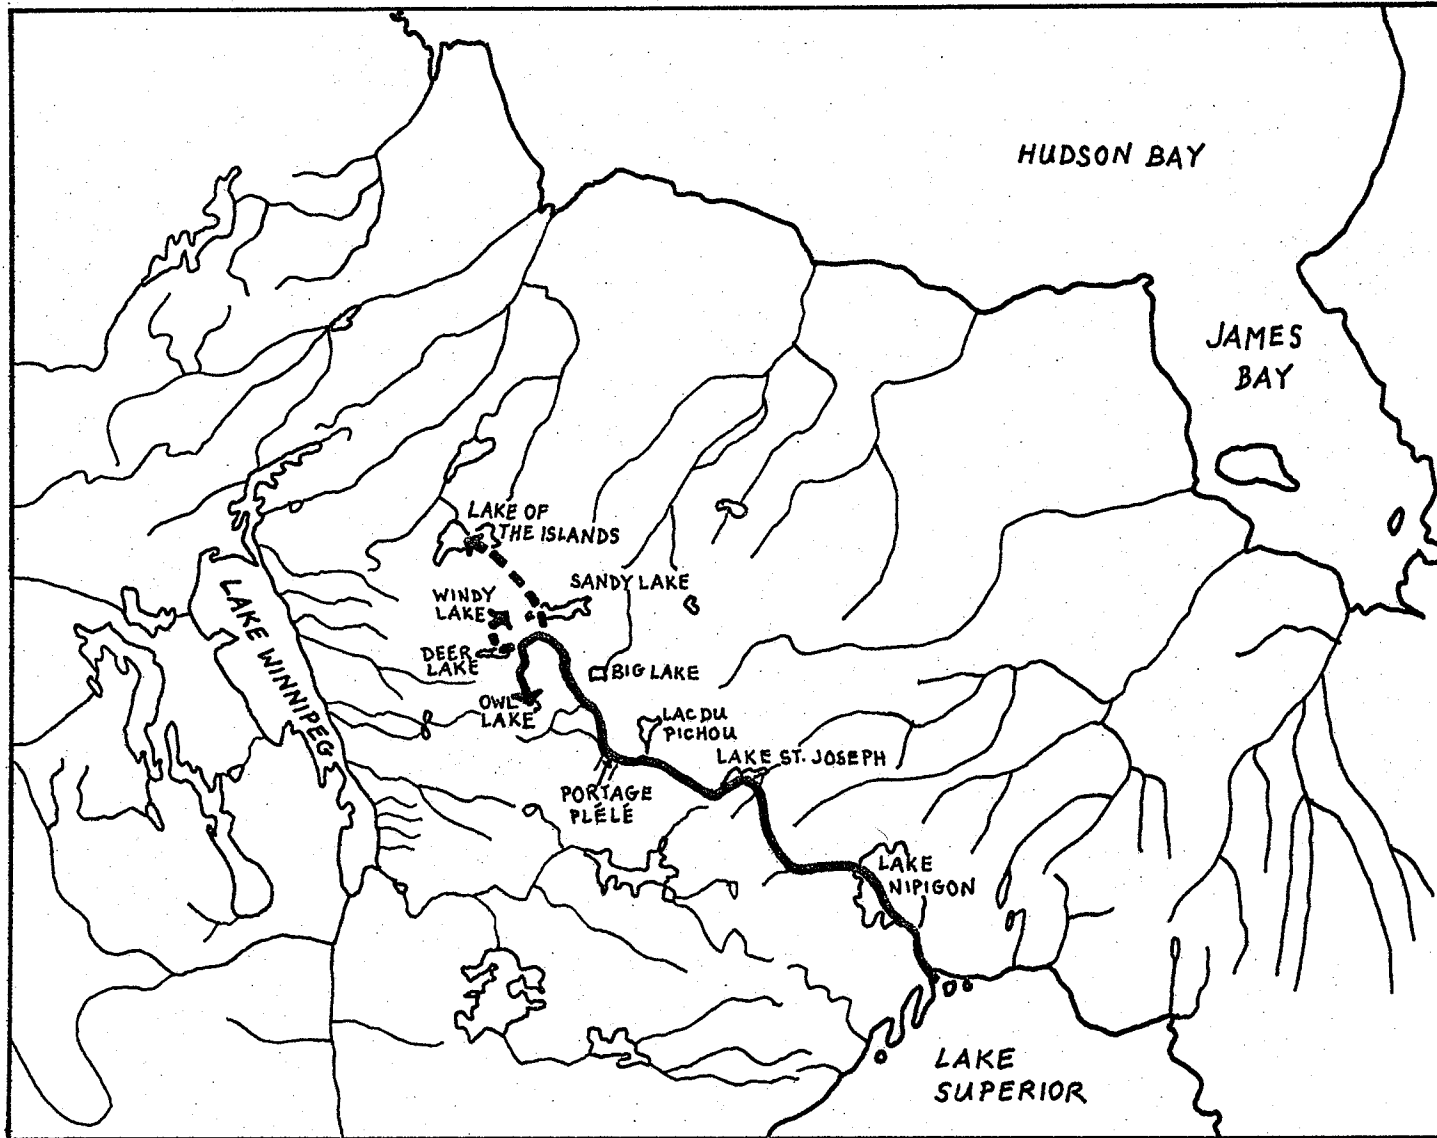 HUDSON BAY
JAMES
BAY
LAKE OF
THE ISLANDS
SANDY LAKE
WINDY
LAKE
DEER
LAKE
LAKE WINNIPEG
BIG LAKE
OWL
LAKE
LAC DU
PICHOU
LAKE ST. JOSEPH
PORTAGE
PLÉLÉ
LAKE
NIPIGON
LAKE
SUPERIOR